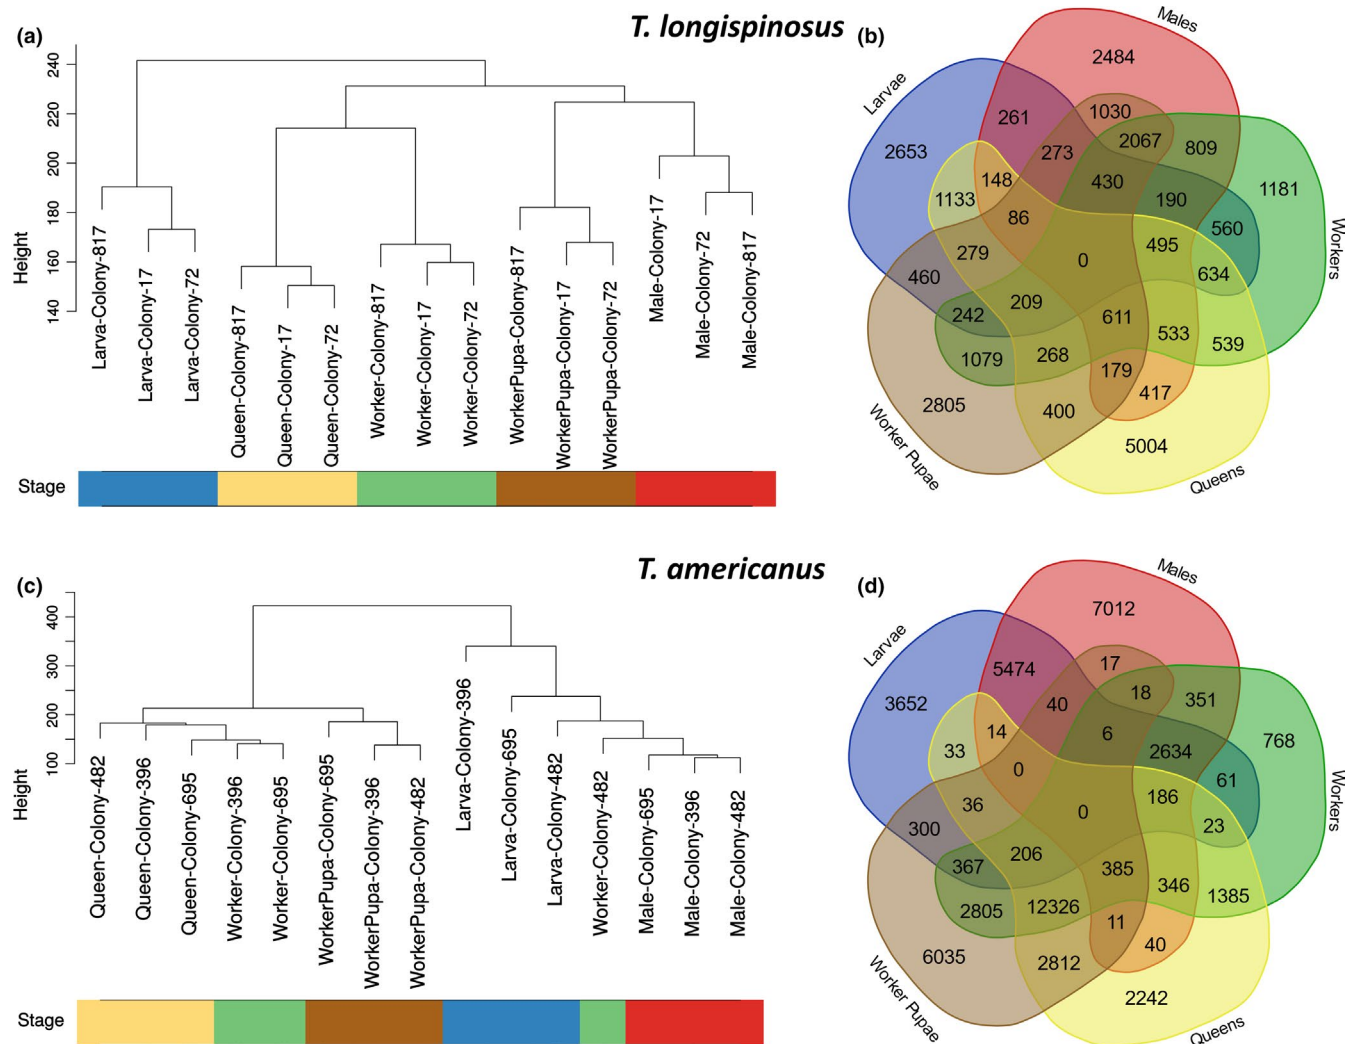 T. longispinosus
(a)
240
220
200
180
160
140
Height
Larva-Colony-817
Larva-Colony-17
Larva-Colony-72
Queen-Colony-817
Queen-Colony-17
Queen-Colony-72
Worker-Colony-817
Worker-Colony-17
Worker-Colony-72
WorkerPupa-Colony-817
WorkerPupa-Colony-17
WorkerPupa-Colony-72
Male-Colony-17
Male-Colony-72
Male-Colony-817
Stage
(b)
Males
Larvae
Workers
Worker Pupae
Queens
2484
261
1030
2067
809
273
2653
1181
148
430
190
1133
86
560
495
279
0
634
460
209
242
611
533
539
1079
268
179
417
2805
400
5004
T. americanus
(c)
400
300
200
100
Height
Queen-Colony-482
Queen-Colony-396
Queen-Colony-695
Worker-Colony-396
Worker-Colony-695
WorkerPupa-Colony-695
WorkerPupa-Colony-396
WorkerPupa-Colony-482
Larva-Colony-396
Larva-Colony-695
Larva-Colony-482
Worker-Colony-482
Male-Colony-695
Male-Colony-396
Male-Colony-482
Stage
(d)
Males
Larvae
Workers
Worker Pupae
Queens
7012
5474
17
18
351
40
3652
768
14
6
2634
33
0
61
186
36
0
23
300
206
367
385
346
1385
2805
12326
11
40
6035
2812
2242